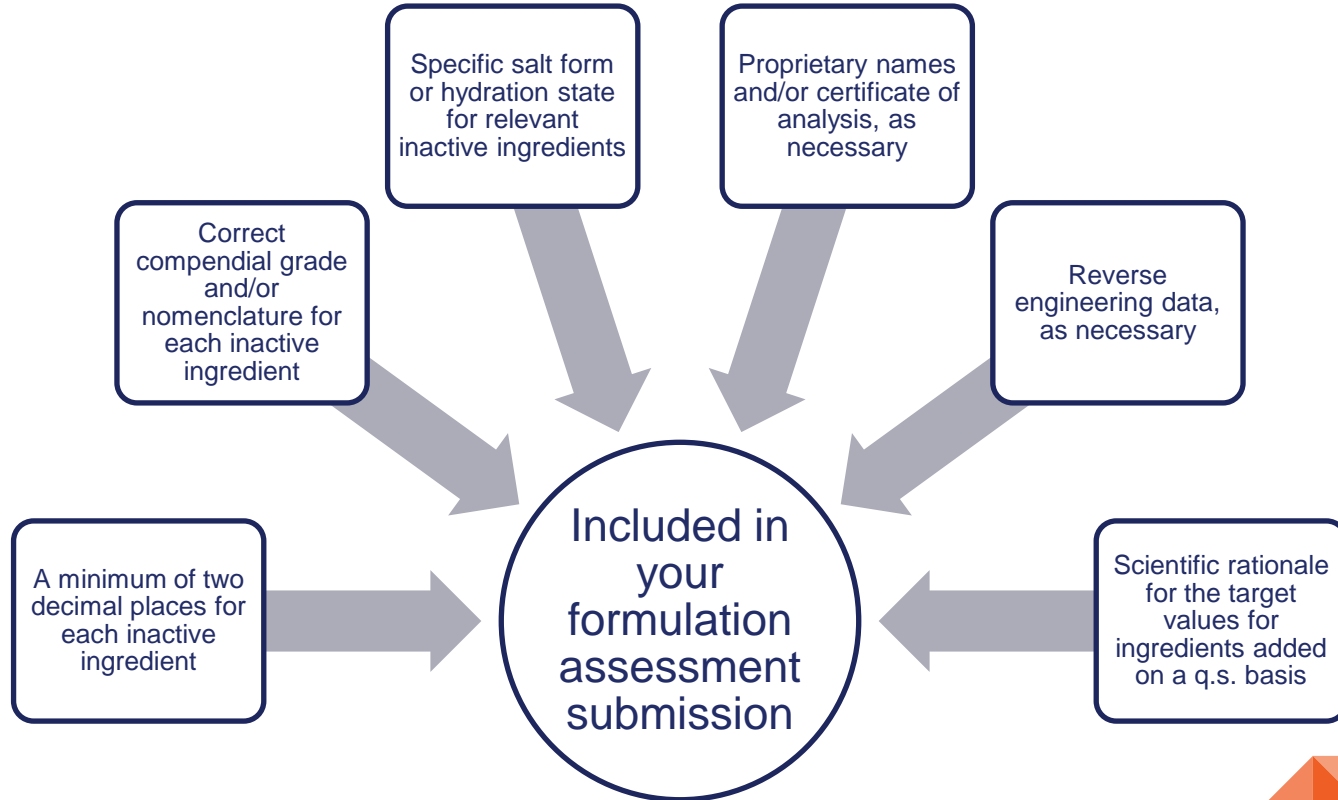 Specific salt form
or hydration state
for relevant
inactive ingredients
Proprietary names
and/or certificate of
analysis, as
necessary
Correct
compendial grade
and/or
nomenclature for
each inactive
ingredient
Reverse
engineering data,
as necessary
A minimum of two
decimal places for
each inactive
ingredient
Included in
your
formulation
assessment
submission
Scientific rationale
for the target
values for
ingredients added
on a q.s. basis